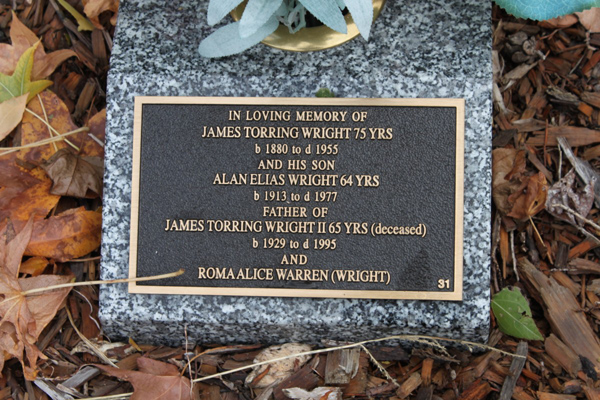 IN LOVING MEMORY OF
JAMES TORRING WRIGHT 75 YRS
b 1880 to d 1955
AND HIS SON
ALAN ELIAS WRIGHT 64 YRS
b 1913 to d 1977
FATHER OF
JAMES TORRING WRIGHT II 65 YRS (deceased)
b 1929 to d 1995
AND
ROMA ALICE WARREN (WRIGHT)
31